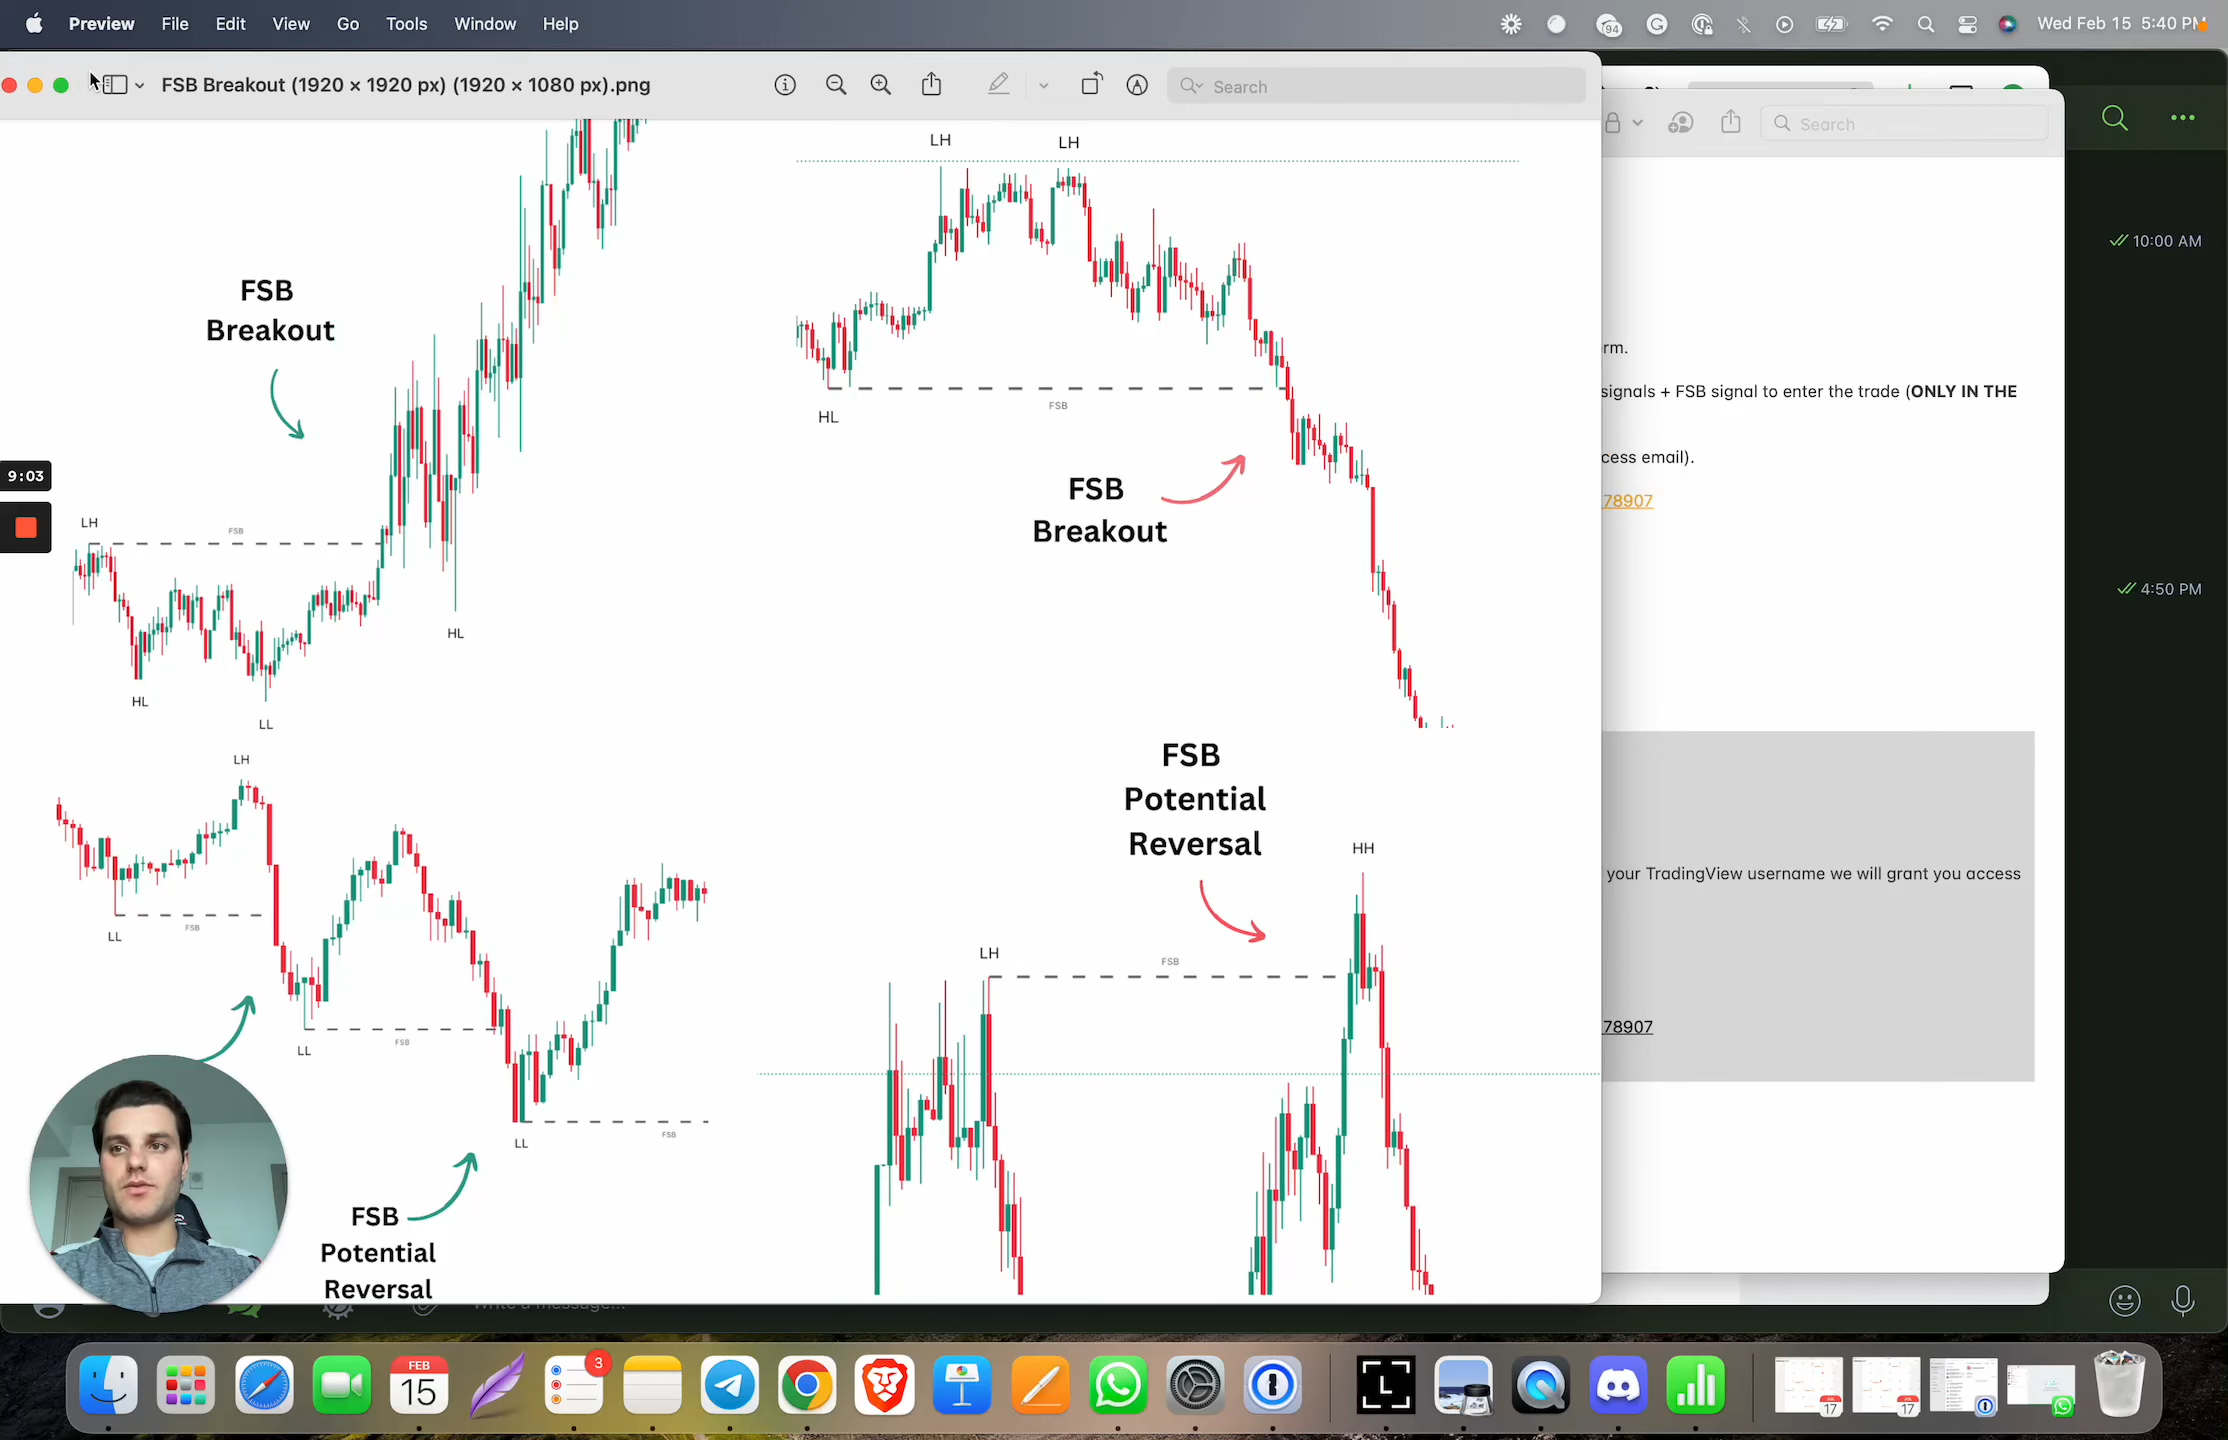 Preview File Edit View Go Tools Window Help
94
Wed Feb 15 5:40 PM
FSB Breakout (1920 × 1920 px) (1920 × 1080 px).png
Search
Search
LH
LH
10:00 AM
FSB
Breakout
rm.
signals + FSB signal to enter the trade (ONLY IN THE
FSB
HL
cess email).
9:03
FSB
Breakout
78907
LH
FSB
4:50 PM
HL
HL
LL
LH
FSB
Potential
Reversal
HH
your TradingView username we will grant you access
FSB
LL
LH
FSB
78907
LL
FSB
LL
FSB
FSB
Potential
Reversal
Write a message...
3
FEB
15
L
17
17